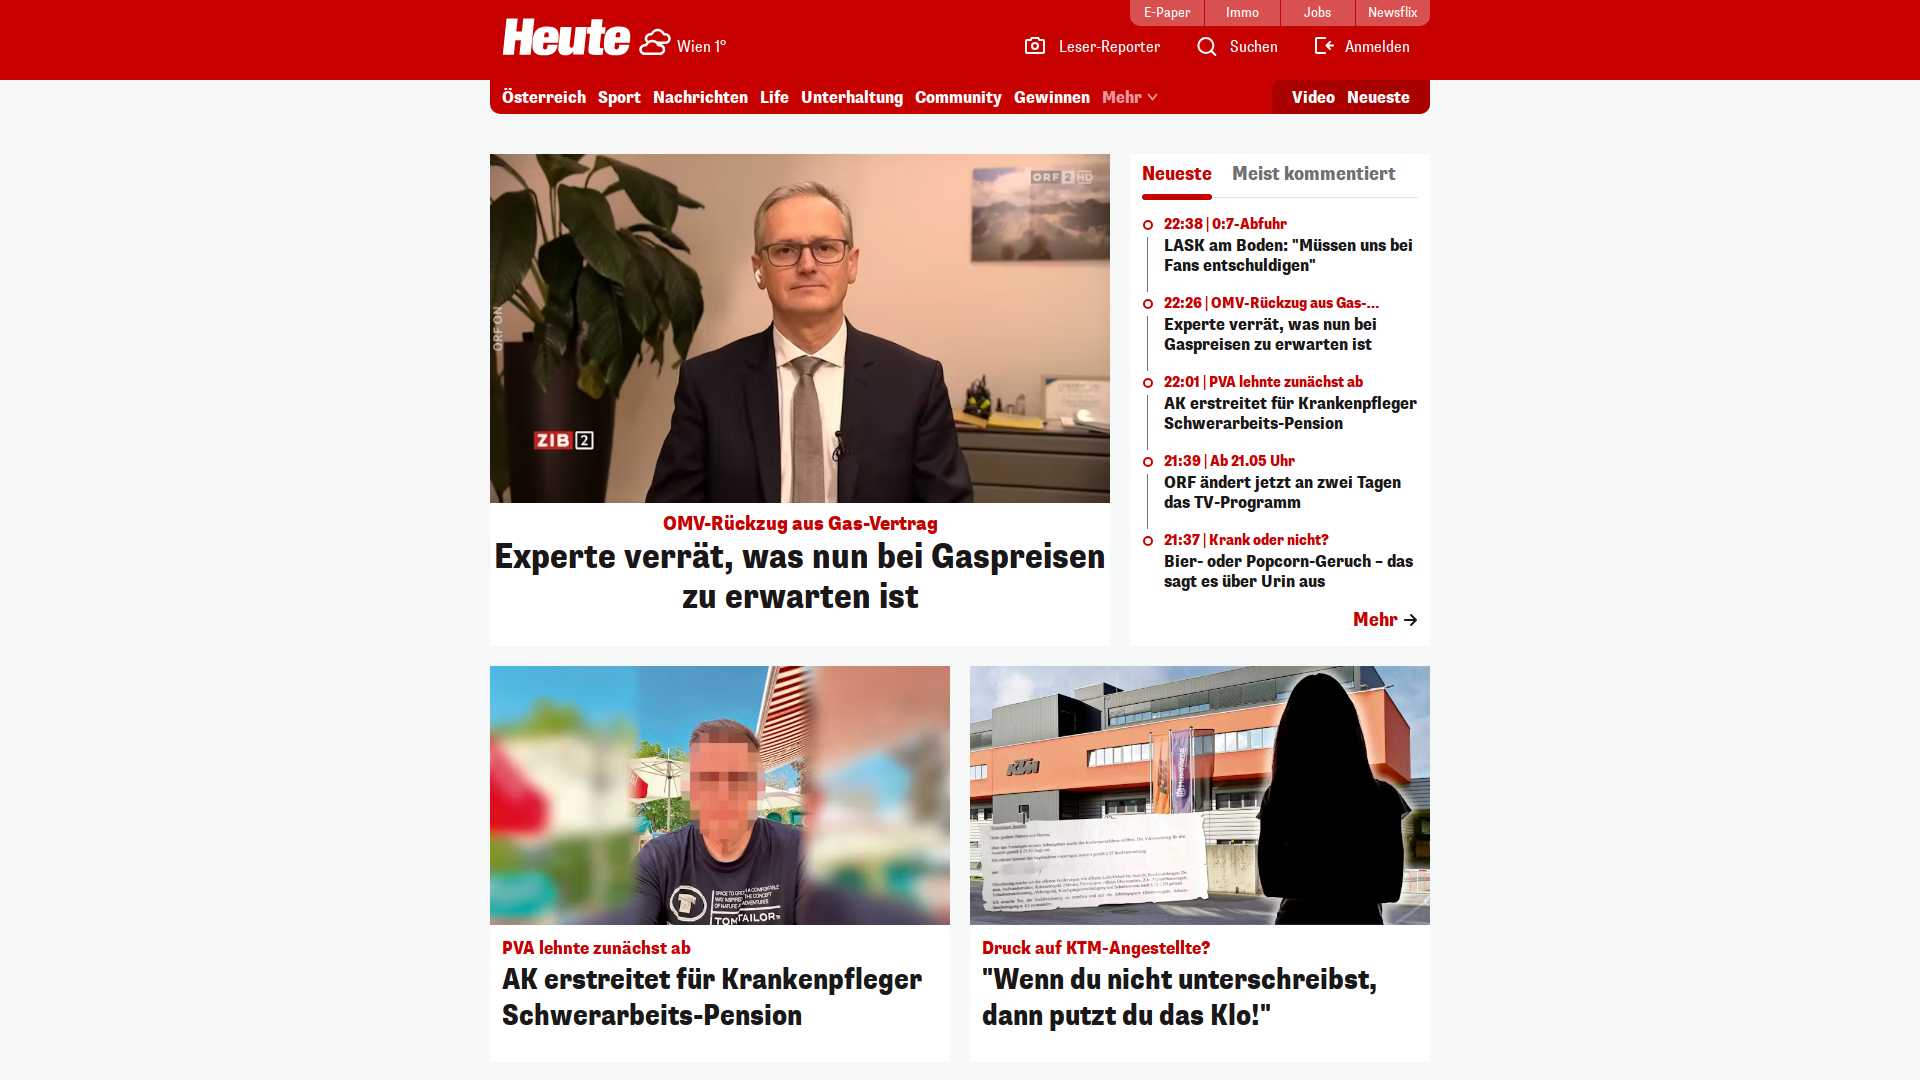 E-Paper
Immo
Jobs
Newsflix
Heute
Wien 1°
Leser-Reporter
Suchen
Anmelden
Österreich
Sport
Nachrichten
Life
Unterhaltung
Community
Gewinnen
Mehr
Video
Neueste
ORF 2 HD
ORF ON
ZIB 2
OMV-Rückzug aus Gas-Vertrag
Experte verrät, was nun bei Gaspreisen
zu erwarten ist
Neueste
Meist kommentiert
22:38 | 0:7-Abfuhr
LASK am Boden: "Müssen uns bei
Fans entschuldigen"
22:26 | OMV-Rückzug aus Gas-...
Experte verrät, was nun bei
Gaspreisen zu erwarten ist
22:01 | PVA lehnte zunächst ab
AK erstreitet für Krankenpfleger
Schwerarbeits-Pension
21:39 | Ab 21.05 Uhr
ORF ändert jetzt an zwei Tagen
das TV-Programm
21:37 | Krank oder nicht?
Bier- oder Popcorn-Geruch – das
sagt es über Urin aus
Mehr
TOM TAILOR
PVA lehnte zunächst ab
AK erstreitet für Krankenpfleger
Schwerarbeits-Pension
KTM
Druck auf KTM-Angestellte?
"Wenn du nicht unterschreibst,
dann putzt du das Klo!"